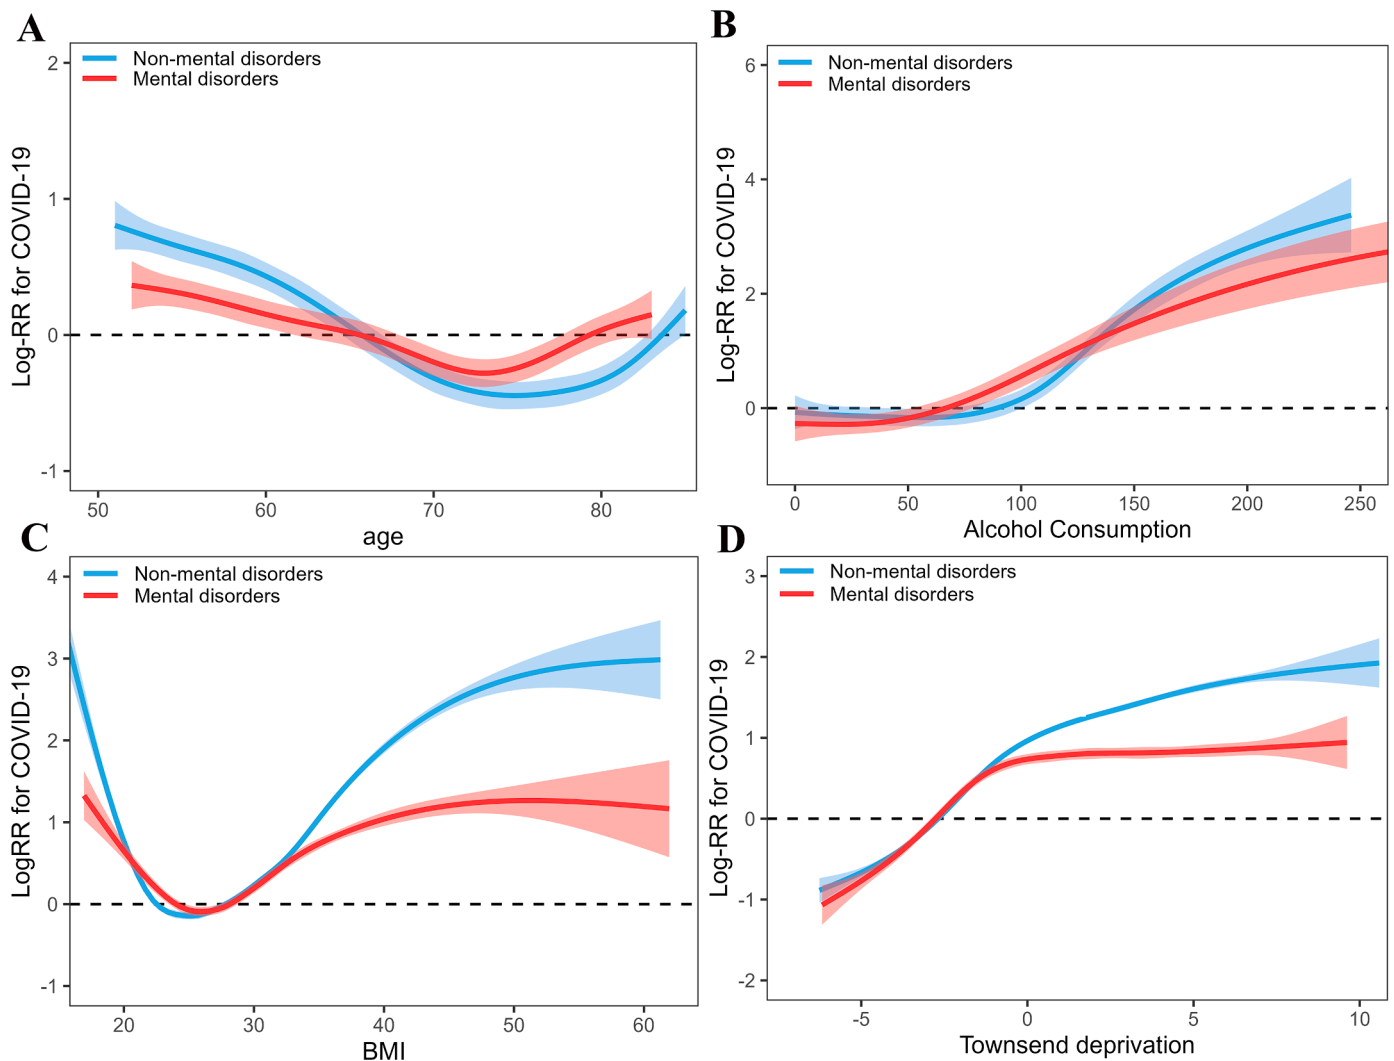 A
Non-mental disorders
Mental disorders
Log-RR for COVID-19
2
1
0
-1
50 60 70 80
age
B
Non-mental disorders
Mental disorders
Log-RR for COVID-19
6
4
2
0
0 50 100 150 200 250
Alcohol Consumption
C
Non-mental disorders
Mental disorders
LogRR for COVID-19
4
3
2
1
0
-1
20 30 40 50 60
BMI
D
Non-mental disorders
Mental disorders
Log-RR for COVID-19
3
2
1
0
-1
-2
-5 0 5 10
Townsend deprivation